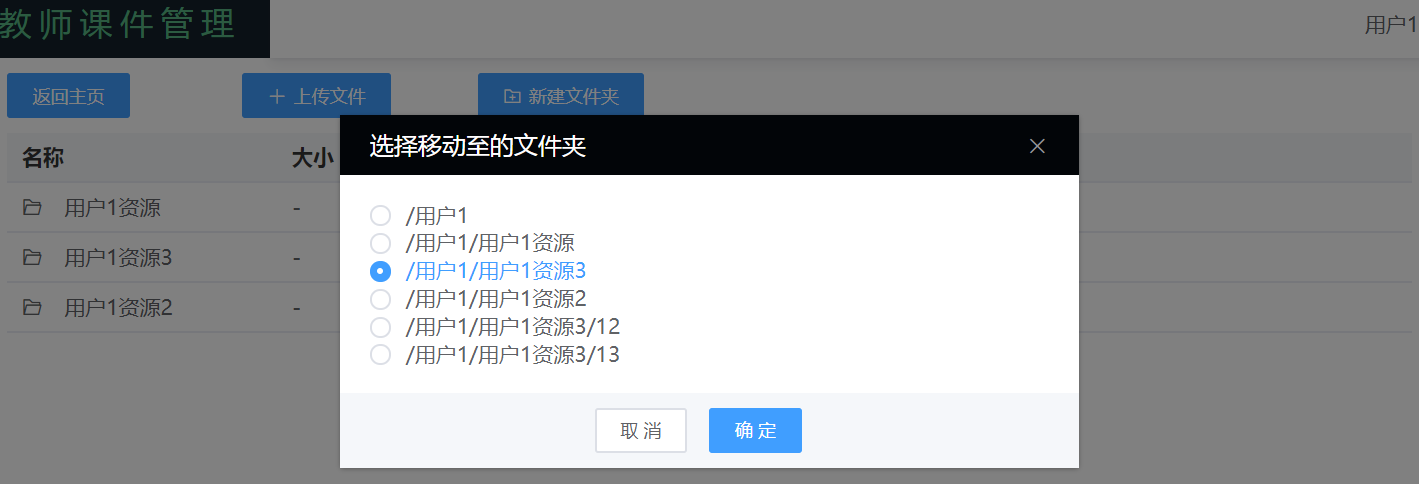 教师课件管理
用户1
返回主页
上传文件
新建文件夹
名称
大小
用户1资源
-
用户1资源3
-
用户1资源2
-
选择移动至的文件夹
/用户1
/用户1/用户1资源
/用户1/用户1资源3
/用户1/用户1资源2
/用户1/用户1资源3/12
/用户1/用户1资源3/13
取消
确定